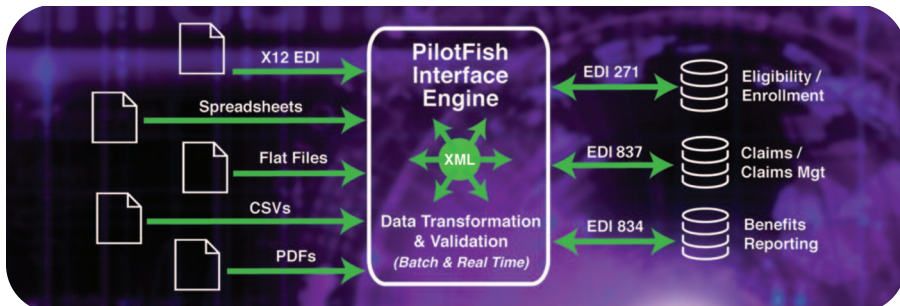 X12 EDI
Spreadsheets
Flat Files
CSVs
PDFs
PilotFish
Interface
Engine
XML
Data Transformation
& Validation
(Batch & Real Time)
EDI 271
Eligibility /
Enrollment
EDI 837
Claims /
Claims Mgt
EDI 834
Benefits
Reporting